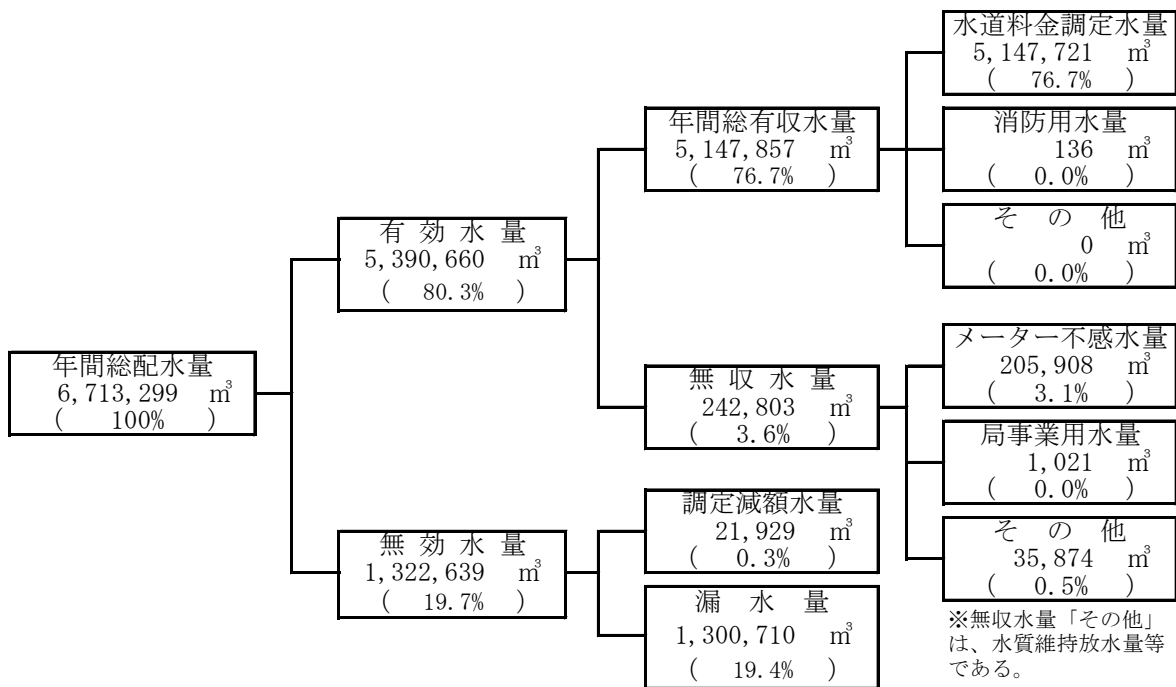 年間総配水量
6,713,299 ㎥
( 100% )
有 効 水 量
5,390,660 ㎥
( 80.3% )
年間総有収水量
5,147,857 ㎥
( 76.7% )
水道料金調定水量
5,147,721 ㎥
( 76.7% )
消防用水量
136 ㎥
( 0.0% )
そ の 他
0 ㎥
( 0.0% )
無 収 水 量
242,803 ㎥
( 3.6% )
メーター不感水量
205,908 ㎥
( 3.1% )
局事業用水量
1,021 ㎥
( 0.0% )
そ の 他
35,874 ㎥
( 0.5% )
※無収水量「その他」
は、水質維持放水量等
である。
無 効 水 量
1,322,639 ㎥
( 19.7% )
調定減額水量
21,929 ㎥
( 0.3% )
漏 水 量
1,300,710 ㎥
( 19.4% )